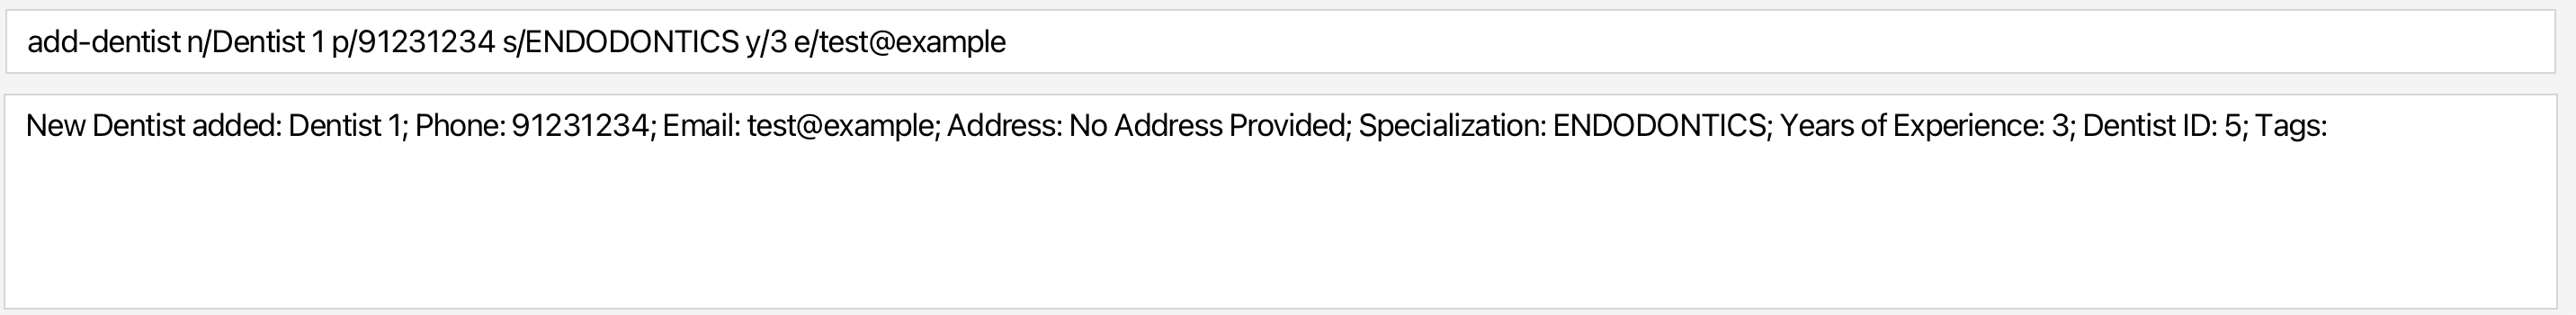 add-dentist n/Dentist 1 p/91231234 s/ENDODONTICS y/3 e/test@example
New Dentist added: Dentist 1; Phone: 91231234; Email: test@example; Address: No Address Provided; Specialization: ENDODONTICS; Years of Experience: 3; Dentist ID: 5; Tags: